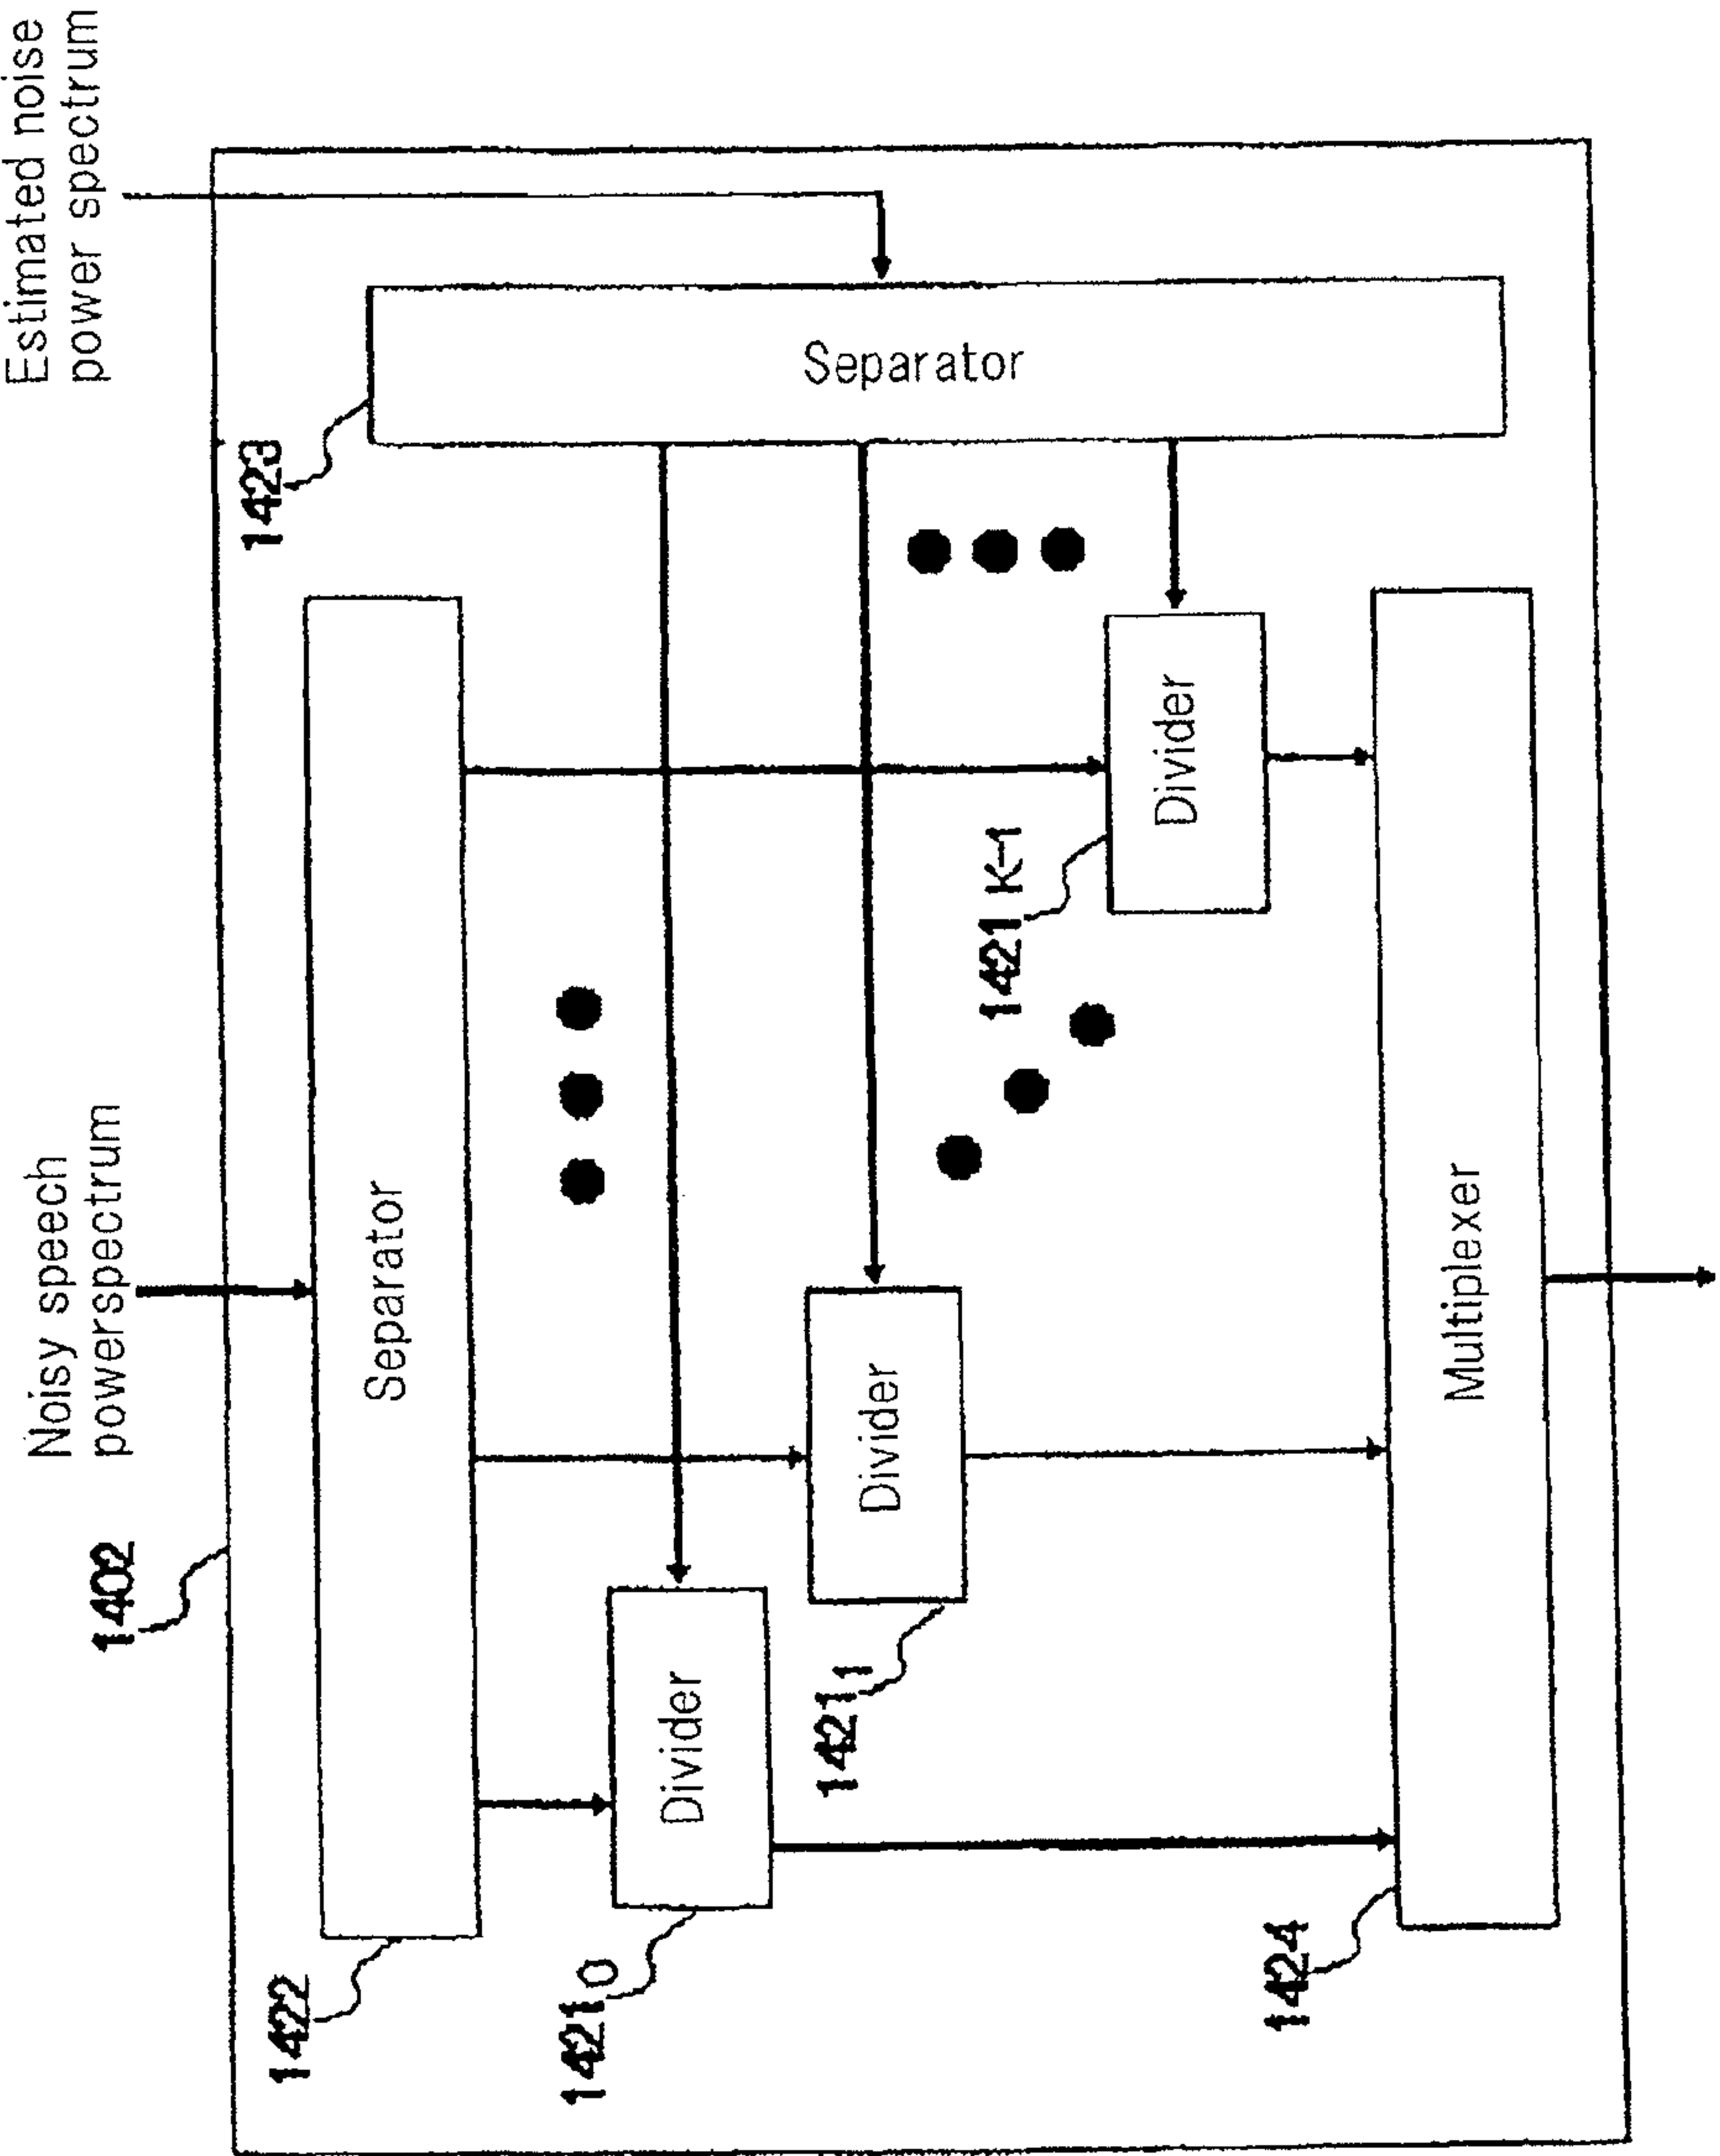 Noisy speech
powerspectrum
Estimated noise
power spectrum
1402
1422
Separator
1423
Separator
1421 0
Divider
1421 1
Divider
1421 K-1
Divider
1424
Multiplexer